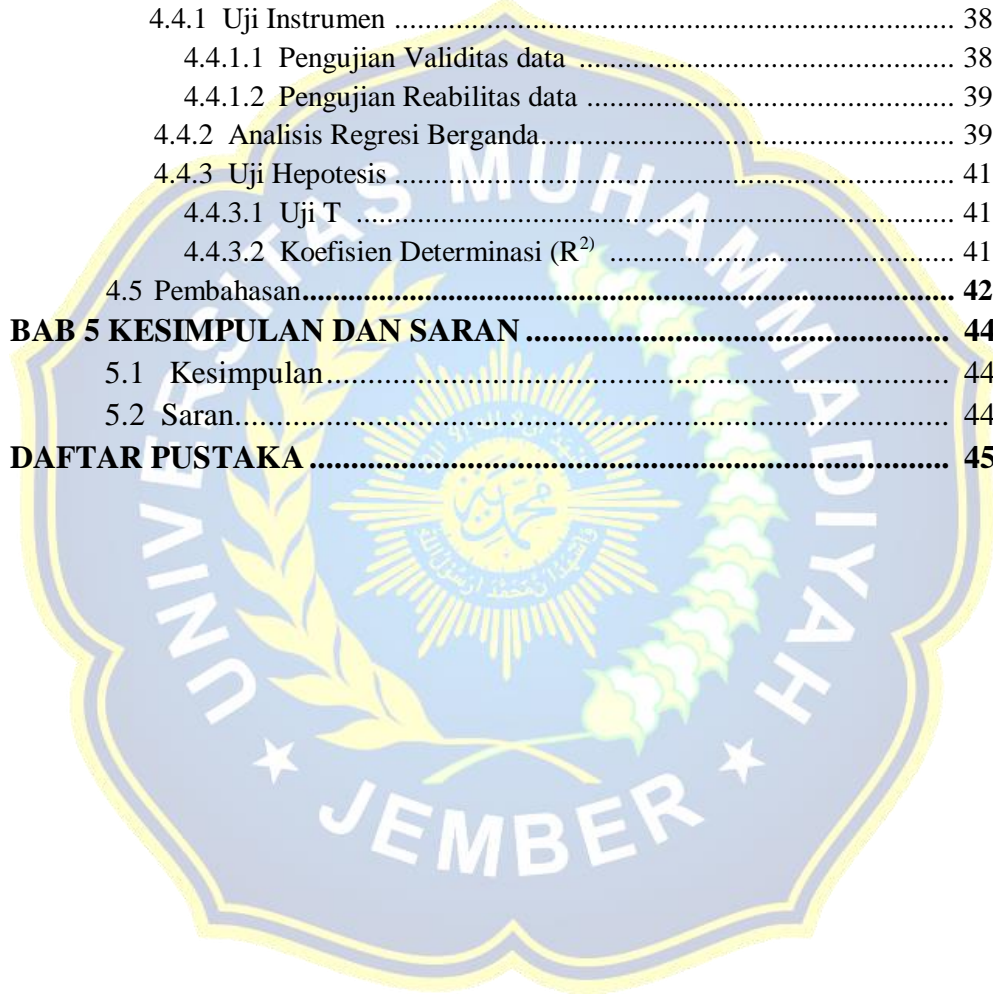 4.4.1 Uji Instrumen ........................................................................ 38
4.4.1.1 Pengujian Validitas data ................................................ 38
4.4.1.2 Pengujian Reabilitas data ............................................... 39
4.4.2 Analisis Regresi Berganda..................................................... 39
4.4.3 Uji Hepotesis ........................................................................ 41
4.4.3.1 Uji T ............................................................................. 41
4.4.3.2 Koefisien Determinasi (R²⁾ ............................................ 41
4.5 Pembahasan................................................................................... 42
BAB 5 KESIMPULAN DAN SARAN ...................................................... 44
5.1 Kesimpulan................................................................................ 44
5.2 Saran........................................................................................... 44
DAFTAR PUSTAKA .................................................................................. 45
UNIVERSITAS MUHAMMADIYAH
JEMBER